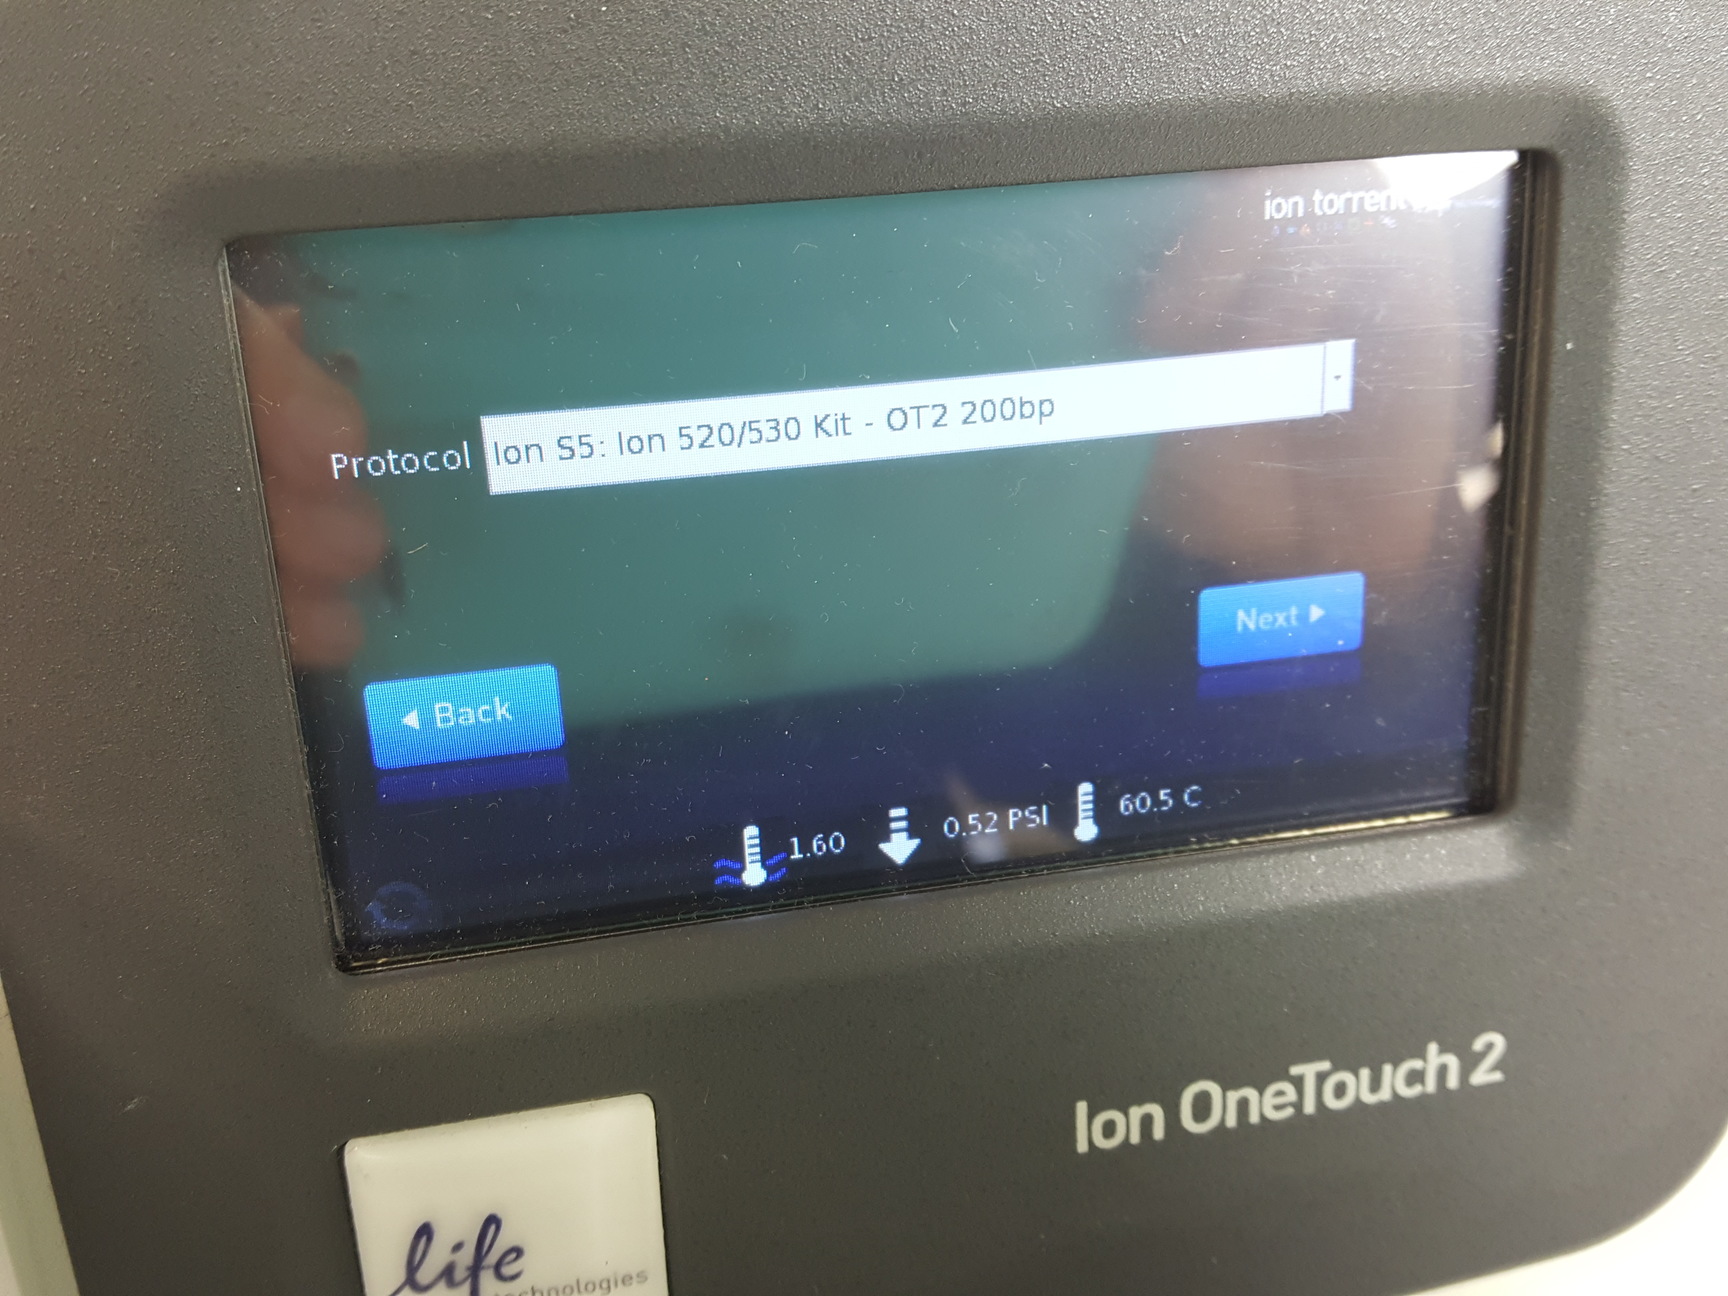 ion torrent
Protocol
Ion S5: Ion 520/530 Kit - OT2 200bp
Next
Back
1.60
0.52 PSI
60.5 C
Ion OneTouch 2
life
technologies